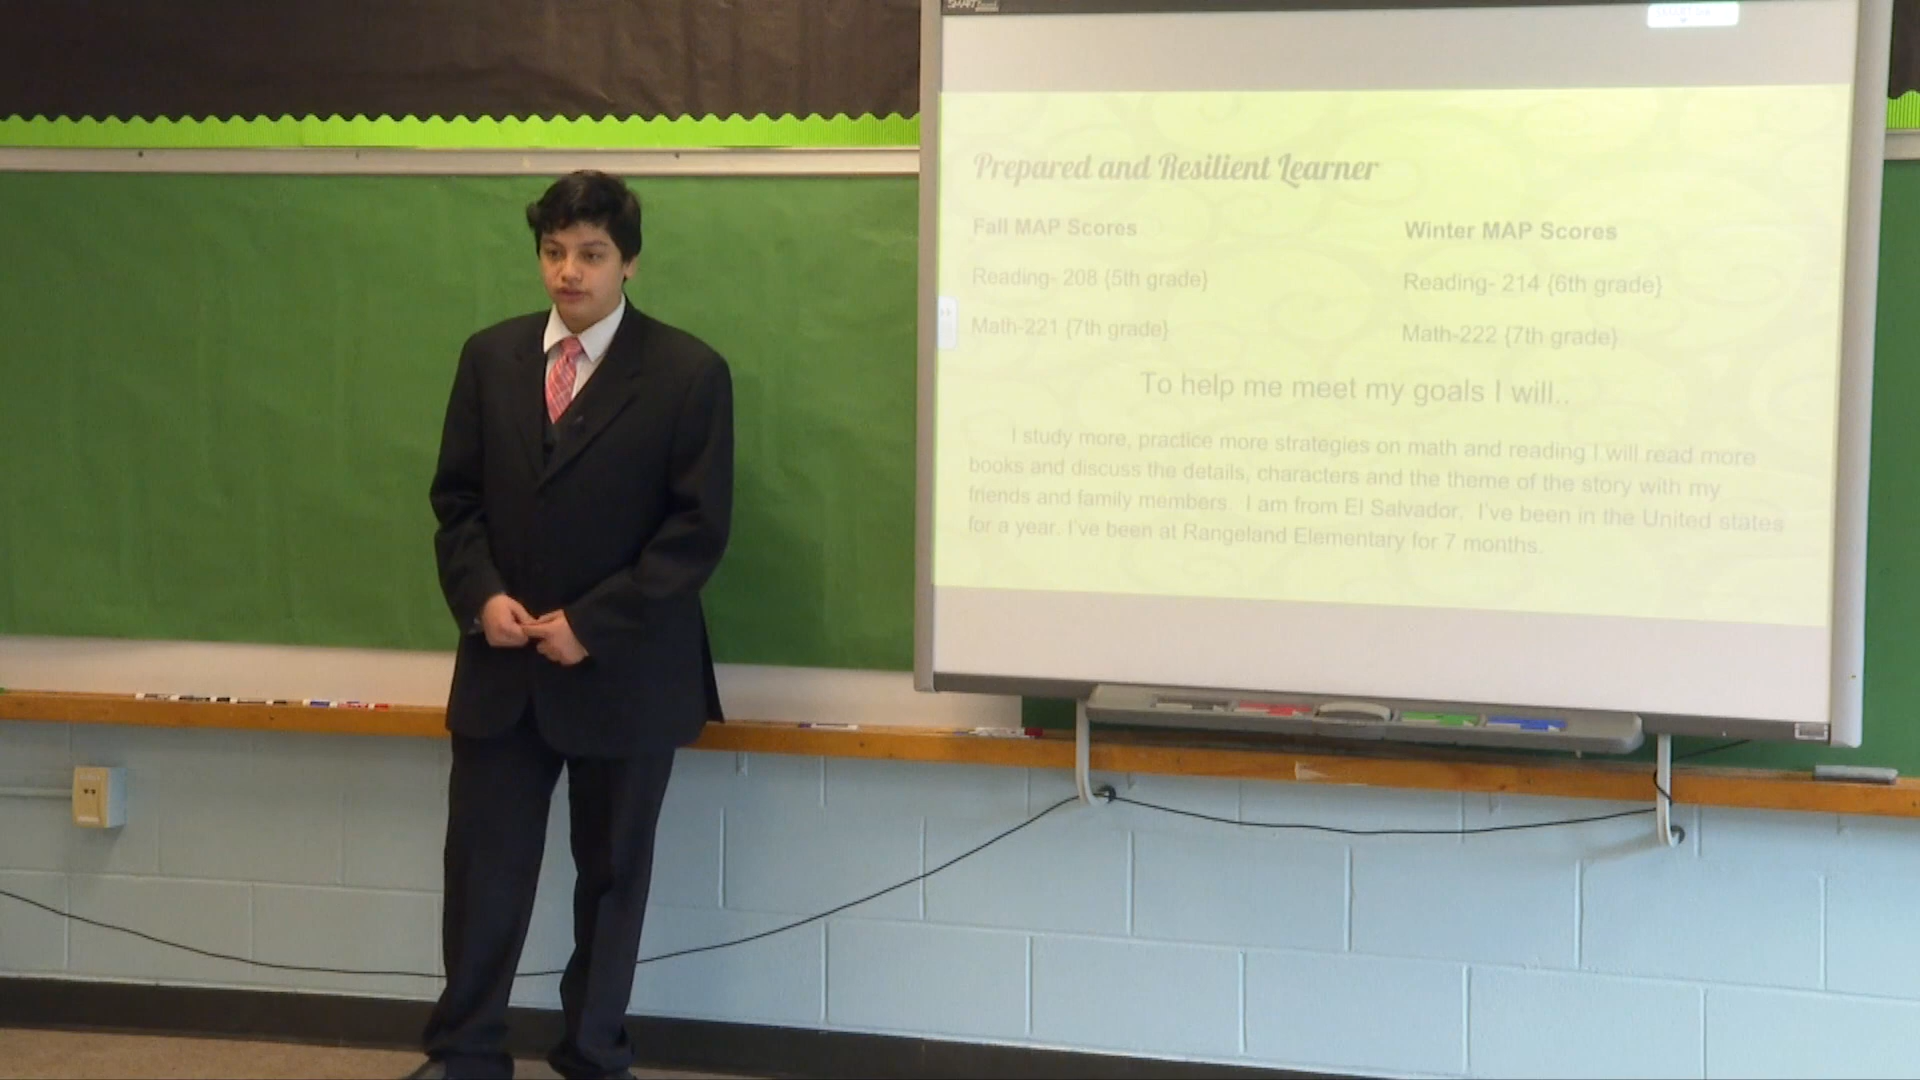 SMART
Prepared and Resilient Learner
Fall MAP Scores
Winter MAP Scores
Reading- 208 {5th grade}
Reading- 214 {6th grade}
Math-221 {7th grade}
Math-222 {7th grade}
To help me meet my goals I will..
I study more, practice more strategies on math and reading I will read more
books and discuss the details, characters and the theme of the story with my
friends and family members. I am from El Salvador. I've been in the United states
for a year. I've been at Rangeland Elementary for 7 months.